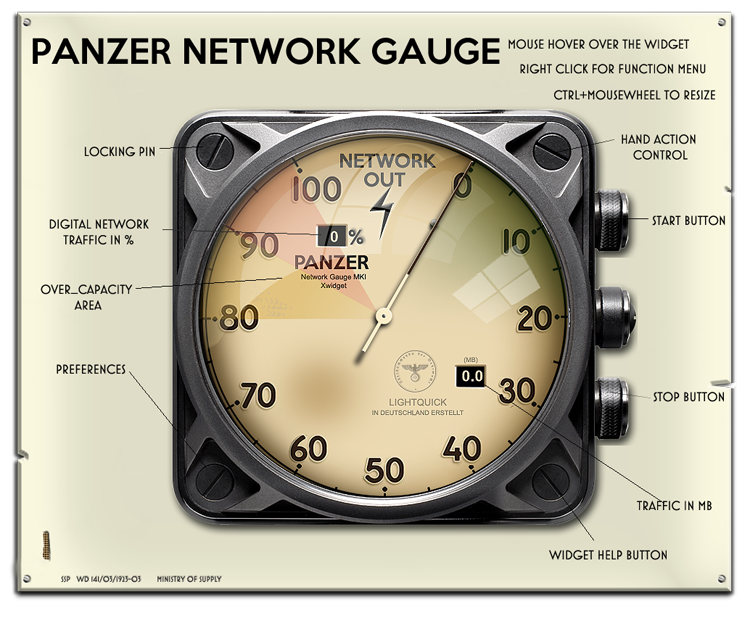 PANZER NETWORK GAUGE
MOUSE HOVER OVER THE WIDGET
RIGHT CLICK FOR FUNCTION MENU
CTRL+MOUSEWHEEL TO RESIZE
LOCKING PIN
HAND ACTION
CONTROL
NETWORK
OUT
100
0
DIGITAL NETWORK
TRAFFIC IN %
0 %
START BUTTON
90
10
PANZER
Network Gauge MKI
Xwidget
OVER_CAPACITY
AREA
80
20
PREFERENCES
(MB)
0.0
70
30
STOP BUTTON
LIGHTQUICK
IN DEUTSCHLAND ERSTELLT
60
40
50
TRAFFIC IN MB
WIDGET HELP BUTTON
SSP WD 141/03/1923-03 MINISTRY OF SUPPLY